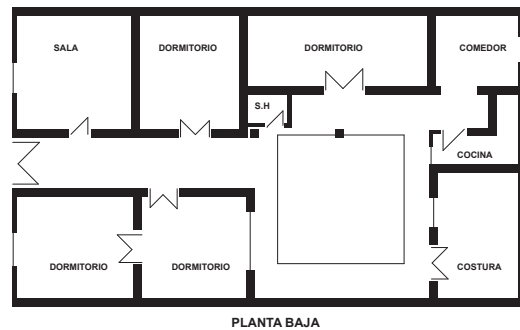 SALA
DORMITORIO
DORMITORIO
COMEDOR
S.H
COCINA
DORMITORIO
DORMITORIO
COSTURA
PLANTA BAJA